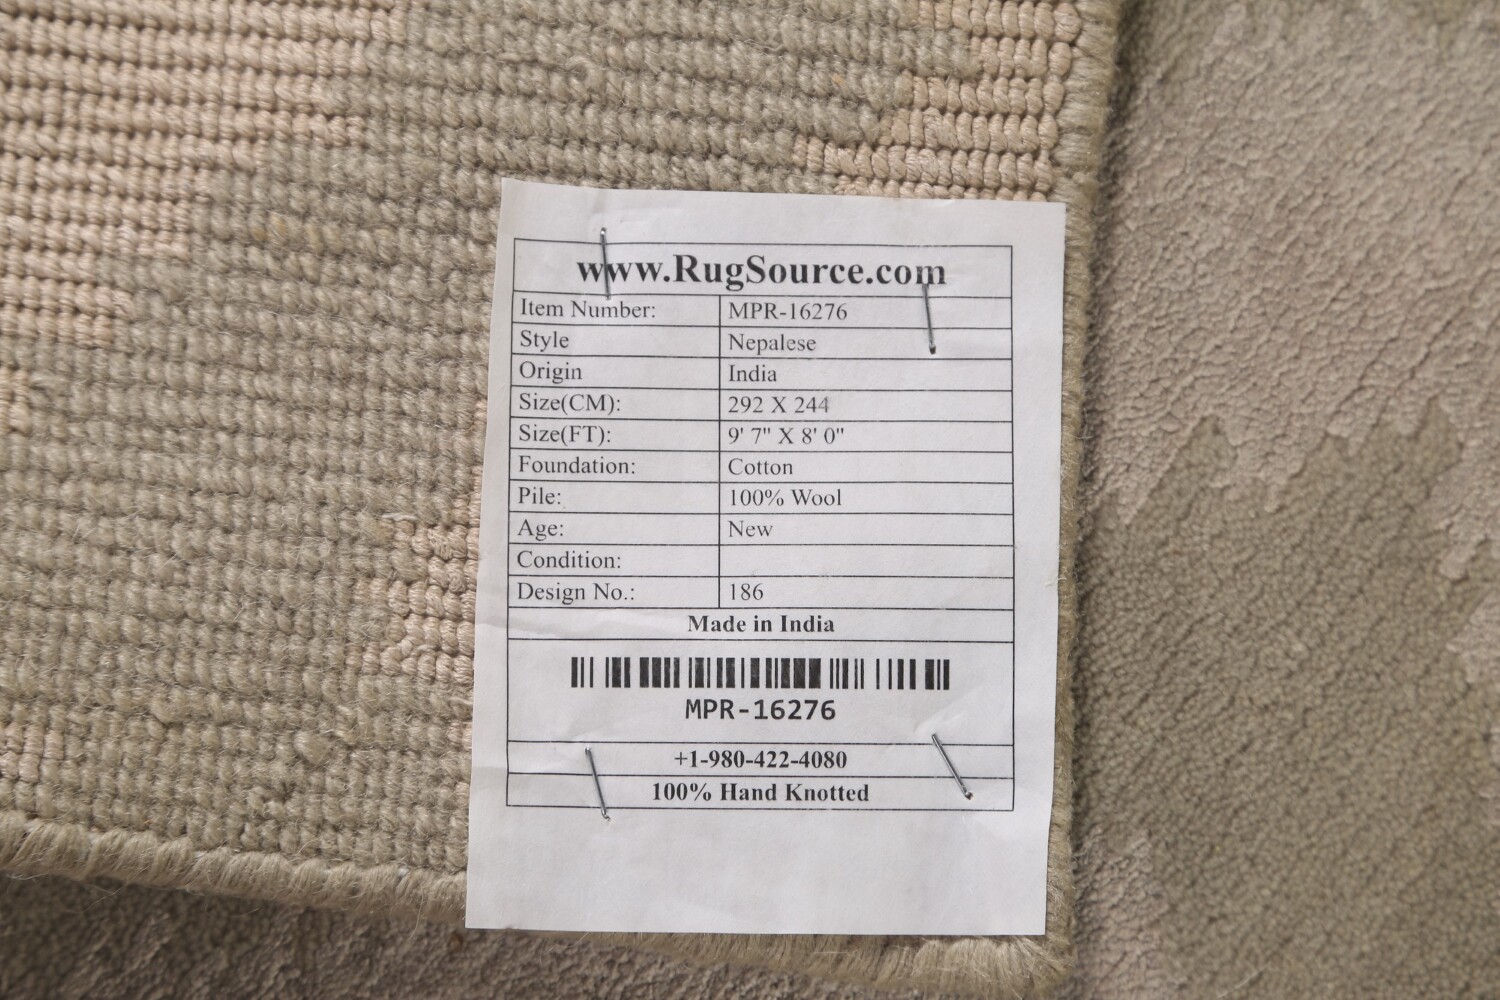 www.RugSource.com
Item Number: MPR-16276
Style Nepalese
Origin India
Size(CM): 292 X 244
Size(FT): 9' 7" X 8' 0"
Foundation: Cotton
Pile: 100% Wool
Age: New
Condition:
Design No.: 186
Made in India
MPR-16276
+1-980-422-4080
100% Hand Knotted